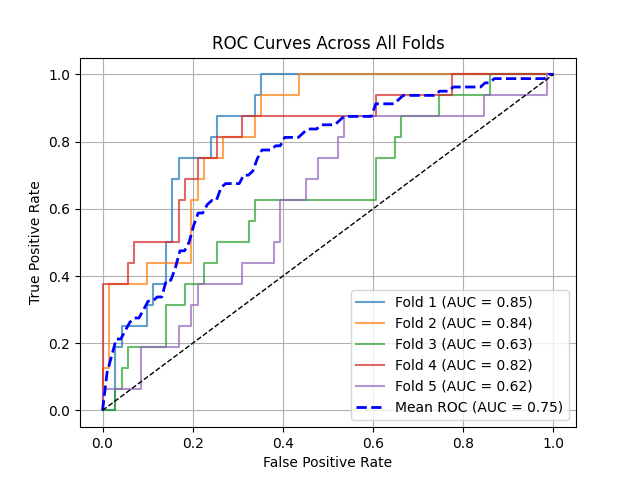 ROC Curves Across All Folds
True Positive Rate
1.0
0.8
0.6
0.4
0.2
0.0
Fold 1 (AUC = 0.85)
Fold 2 (AUC = 0.84)
Fold 3 (AUC = 0.63)
Fold 4 (AUC = 0.82)
Fold 5 (AUC = 0.62)
Mean ROC (AUC = 0.75)
0.0 0.2 0.4 0.6 0.8 1.0
False Positive Rate